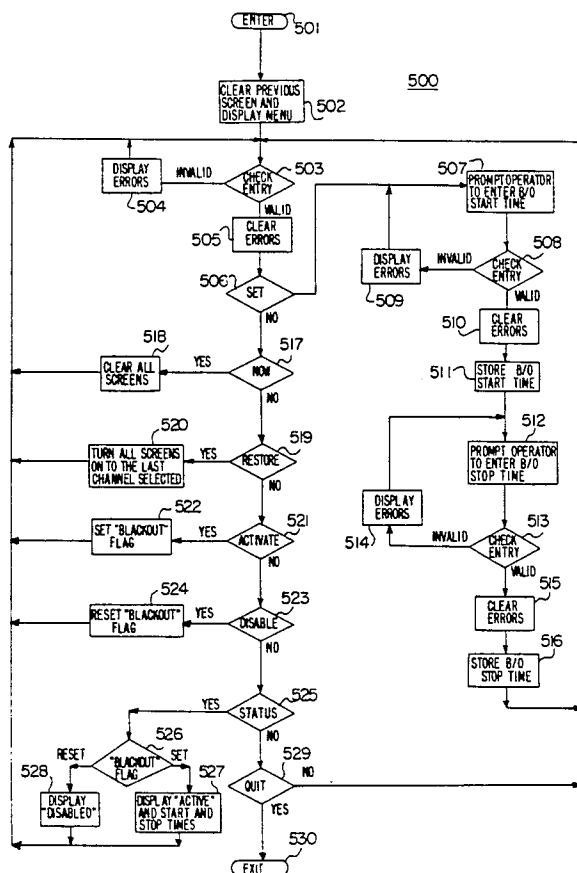 ENTER
501
500
CLEAR PREVIOUS
SCREEN AND
DISPLAY MENU
502
DISPLAY
ERRORS
504
INVALID
CHECK
ENTRY
503
VALID
505
CLEAR
ERRORS
506
SET
NO
507
PROMPT OPERATOR
TO ENTER B/O
START TIME
508
CHECK
ENTRY
INVALID
DISPLAY
ERRORS
509
VALID
510
CLEAR
ERRORS
511
STORE B/O
START TIME
512
PROMPT OPERATOR
TO ENTER B/O
STOP TIME
513
CHECK
ENTRY
INVALID
DISPLAY
ERRORS
514
VALID
515
CLEAR
ERRORS
516
STORE B/O
STOP TIME
517
NOW
YES
518
CLEAR ALL
SCREENS
NO
519
RESTORE
YES
520
TURN ALL SCREENS
ON TO THE LAST
CHANNEL SELECTED
NO
521
ACTIVATE
YES
522
SET "BLACKOUT"
FLAG
NO
523
DISABLE
YES
524
RESET "BLACKOUT"
FLAG
NO
525
STATUS
YES
NO
526
"BLACKOUT"
FLAG
RESET
SET
528
DISPLAY
"DISABLED"
527
DISPLAY "ACTIVE"
AND START AND
STOP TIMES
529
QUIT
NO
YES
530
EXIT